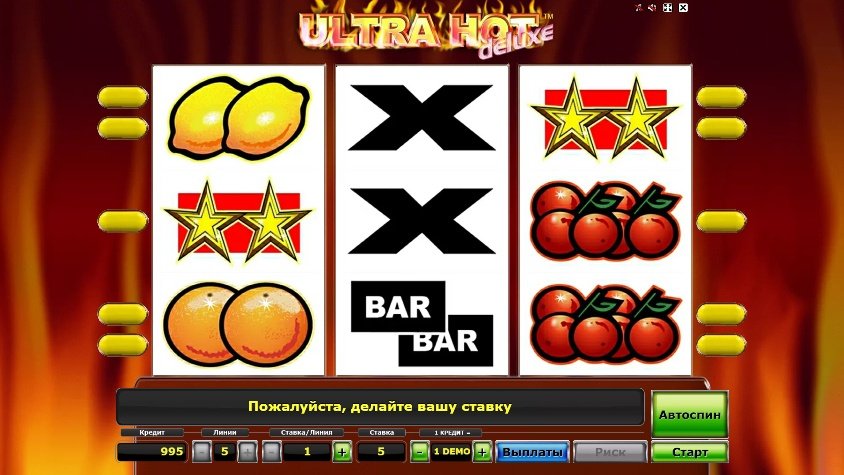 ULTRA HOT™
deluxe
BAR
BAR
Пожалуйста, делайте вашу ставку
Автоспин
Кредит
Линии
Ставка/Линия
Ставка
1 КРЕДИТ =
995
- 5 +
- 1 +
5
- 1 DEMO +
Выплаты
Риск
Старт